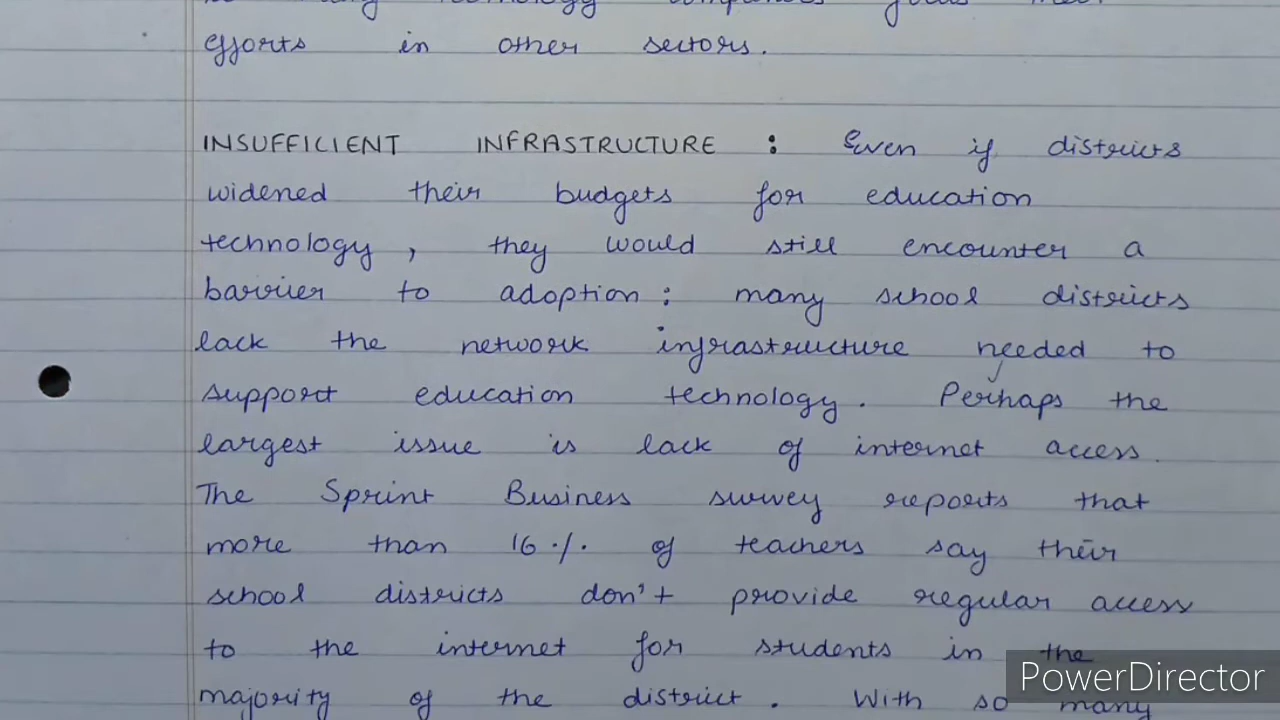 efforts in other sectors.
INSUFFICIENT INFRASTRUCTURE : Even if districts
widened their budgets for education
technology, they would still encounter a
barrier to adoption: many school districts
lack the network infrastructure needed to
support education technology. Perhaps the
largest issue is lack of internet access.
The Sprint Business survey reports that
more than 16 ./. of teachers say their
school districts don't provide regular access
to the internet for students in the
majority of the district. With so many
PowerDirector